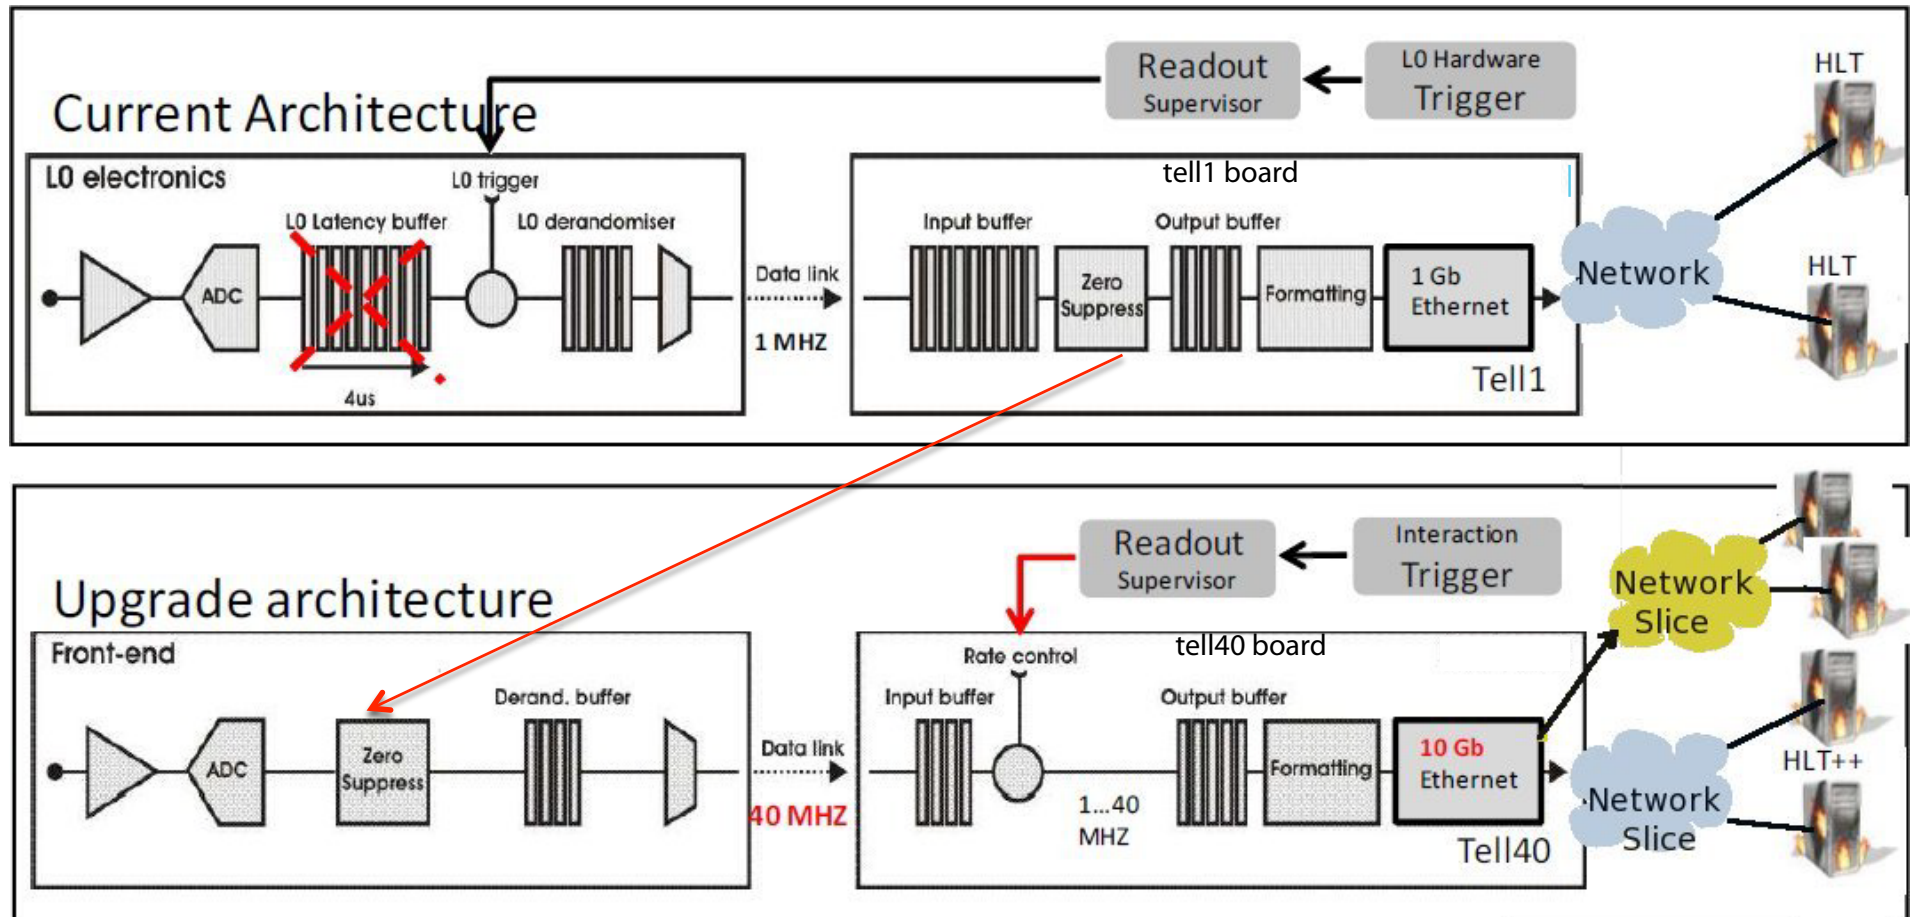 Readout
Supervisor
L0 Hardware
Trigger
HLT
Current Architecture
L0 electronics
L0 trigger
tell1 board
L0 Latency buffer
L0 derandomiser
Input buffer
Output buffer
ADC
Data link
Zero
Suppress
Formatting
1 Gb
Ethernet
Network
HLT
1 MHZ
4us
Tell1
Readout
Supervisor
Interaction
Trigger
Network
Slice
Upgrade architecture
Front-end
Rate control
tell40 board
Derand. buffer
Input buffer
Output buffer
ADC
Zero
Suppress
Data link
40 MHZ
1...40
MHZ
Formatting
10 Gb
Ethernet
Tell40
HLT++
Network
Slice